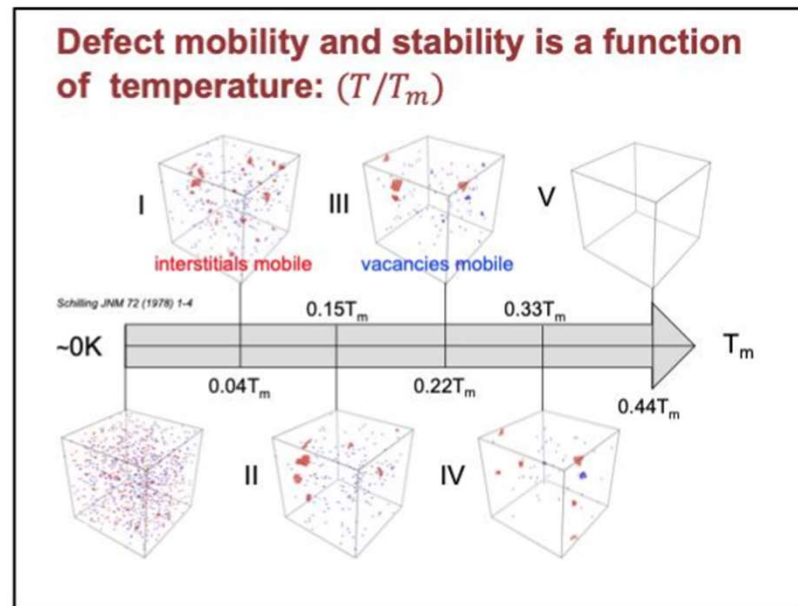 Defect mobility and stability is a function
of temperature: (T/Tₘ)
I
III
V
interstitials mobile
vacancies mobile
Schilling JNM 72 (1978) 1-4
0.15Tₘ
0.33Tₘ
~0K
Tₘ
0.04Tₘ
0.22Tₘ
0.44Tₘ
II
IV